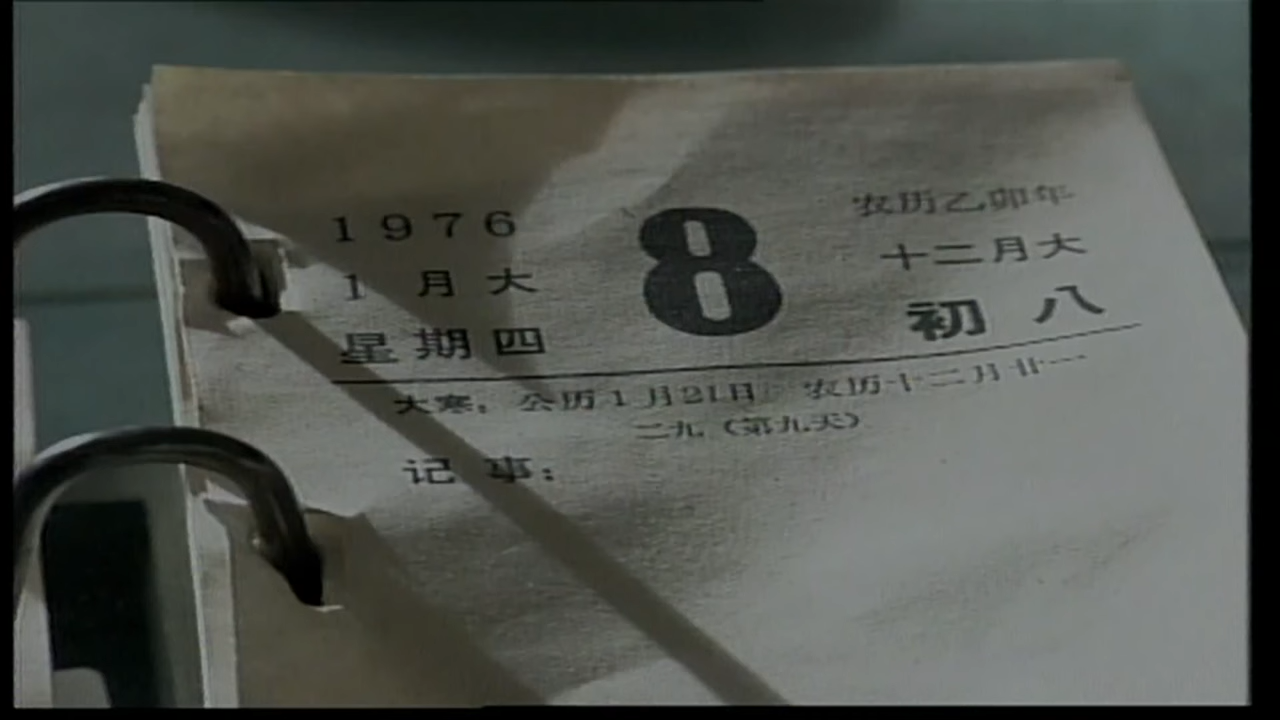 1976
1月大
星期四
8
农历乙卯年
十二月大
初八
大寒：公历1月21日 农历十二月廿一
二九（第九天）
记事：